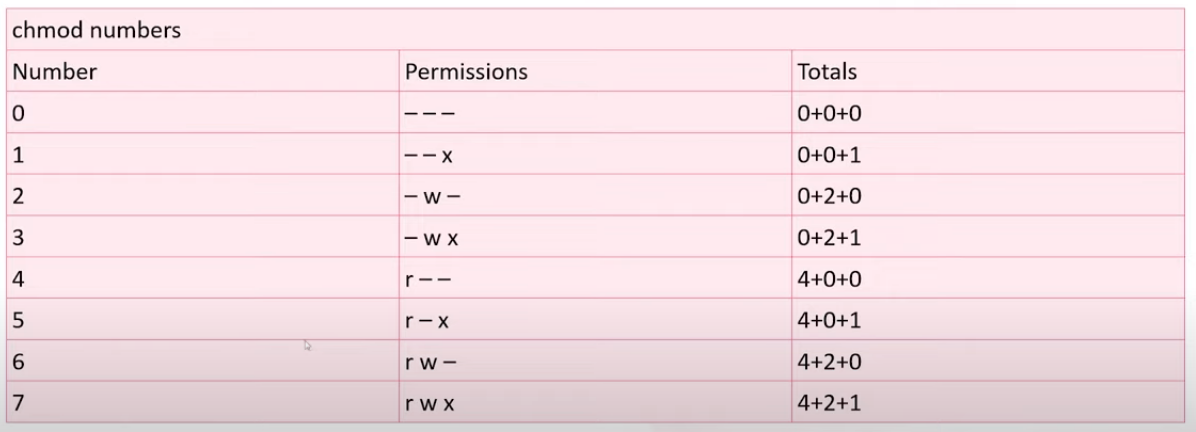 chmod numbers
Number Permissions Totals
0 – – – 0+0+0
1 – – x 0+0+1
2 – w – 0+2+0
3 – w x 0+2+1
4 r – – 4+0+0
5 r – x 4+0+1
6 r w – 4+2+0
7 r w x 4+2+1